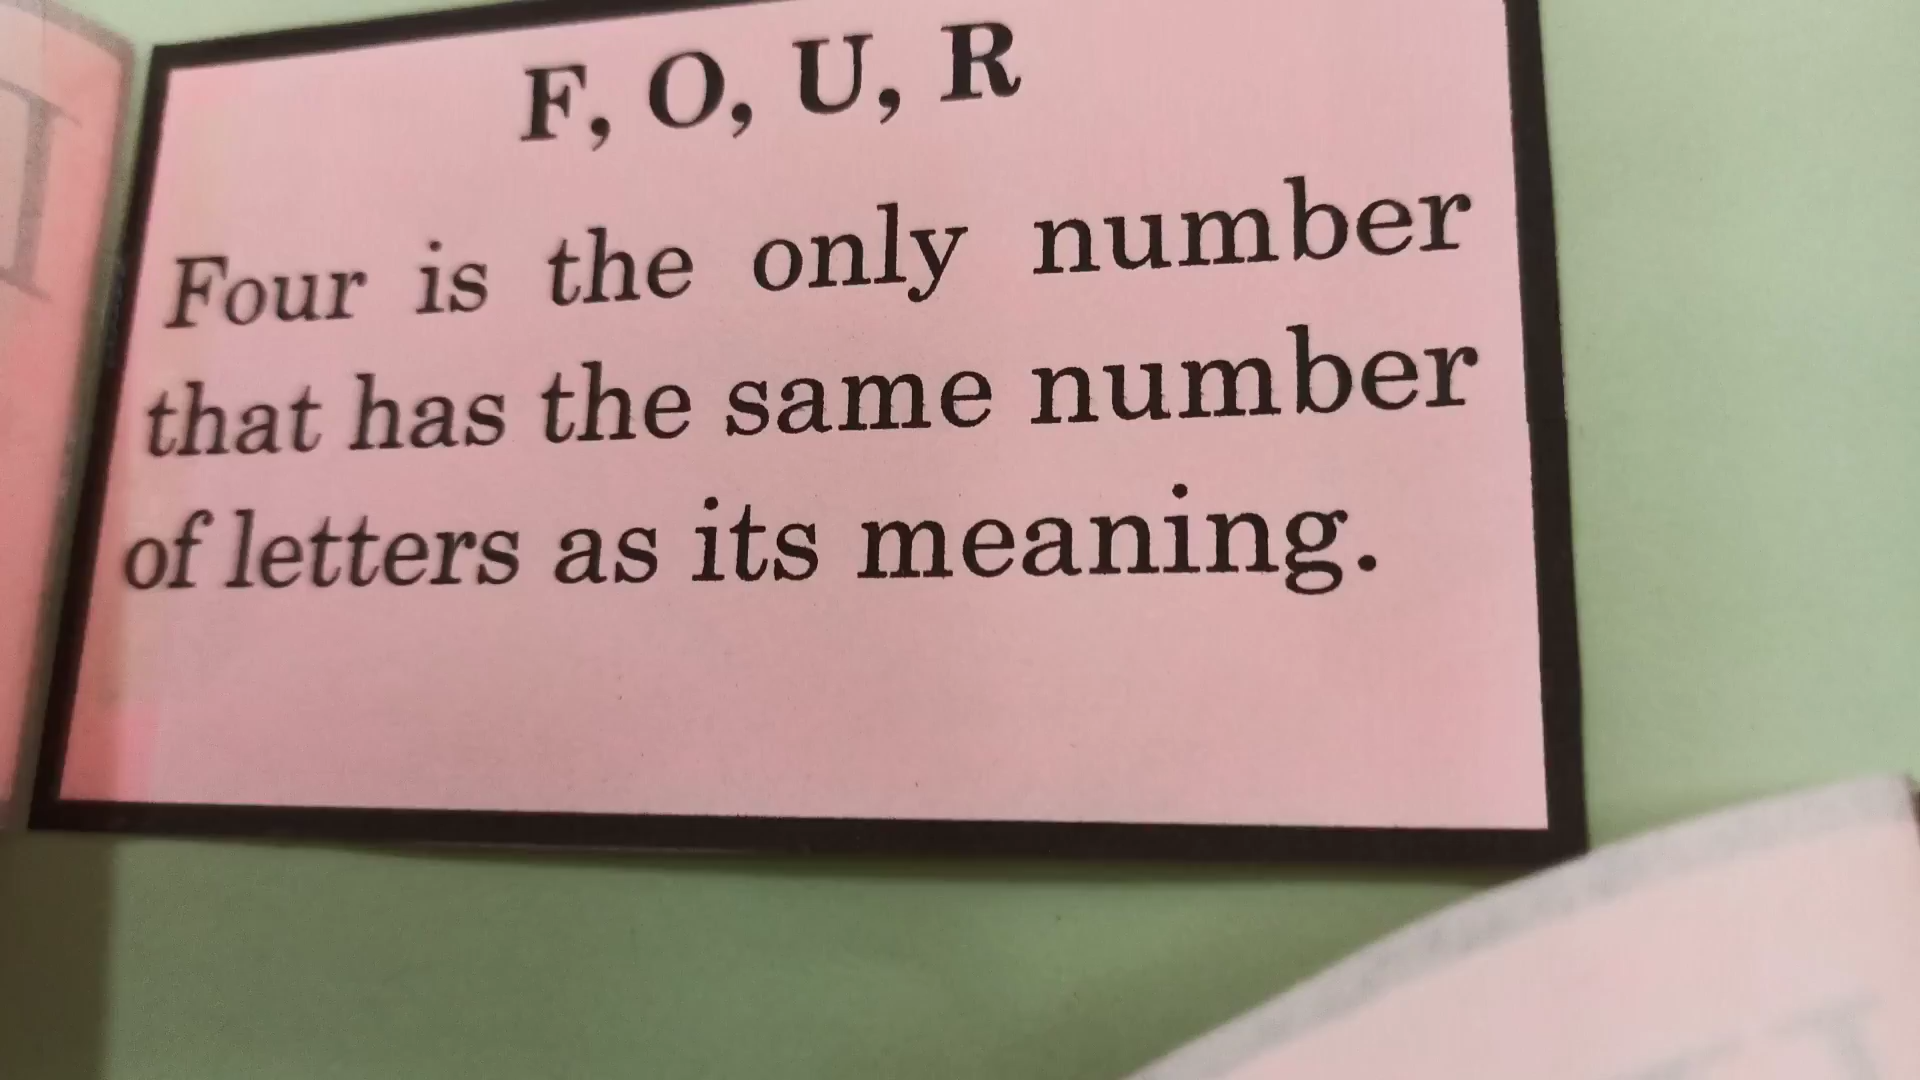 F, O, U, R
Four is the only number
that has the same number
of letters as its meaning.